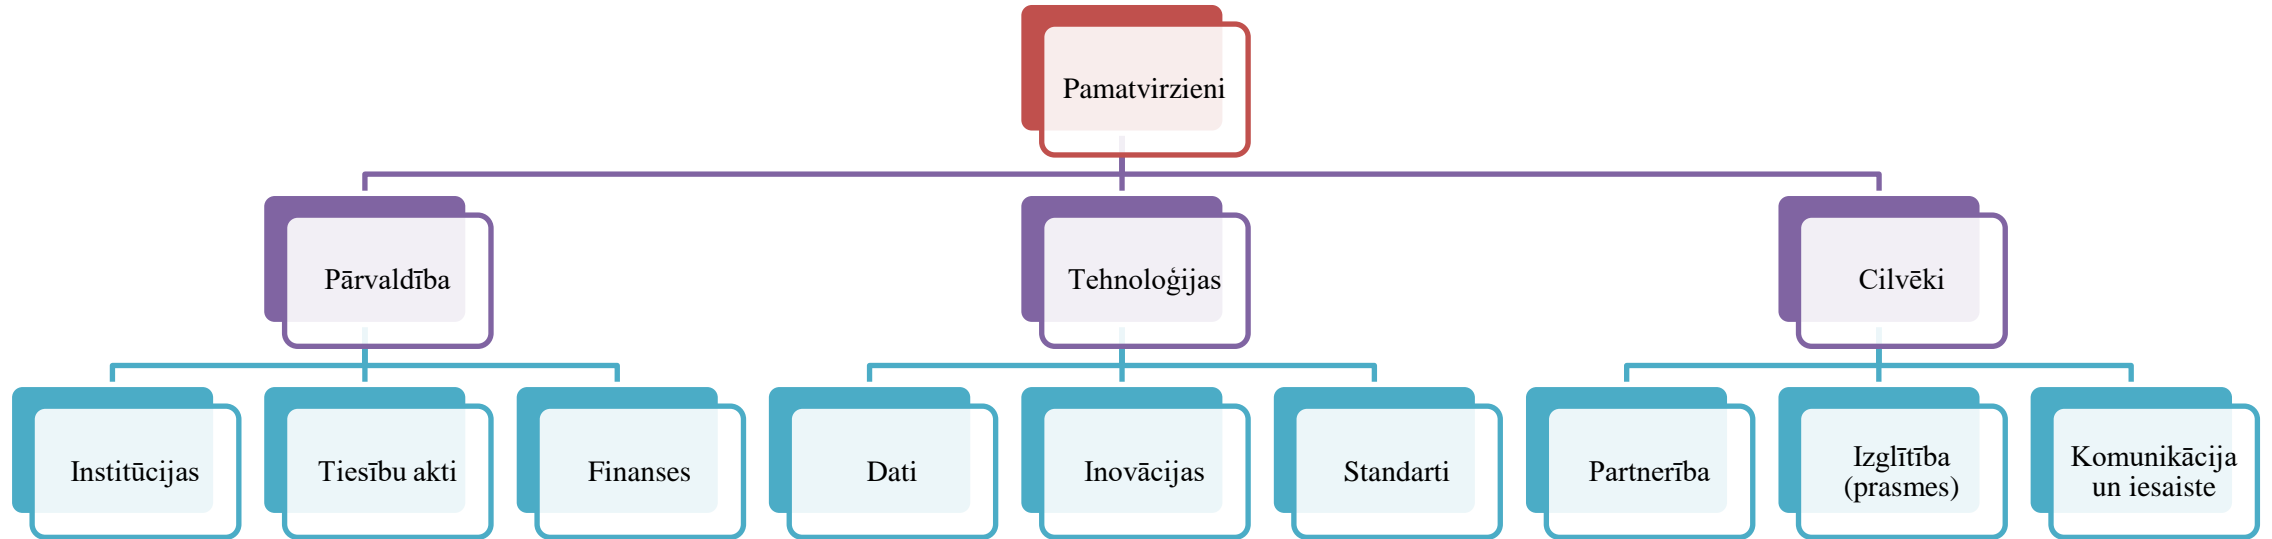 Pamatvirzieni
Pārvaldība
Tehnoloģijas
Cilvēki
Institūcijas
Tiesību akti
Finanses
Dati
Inovācijas
Standarti
Partnerība
Izglītība
(prasmes)
Komunikācija
un iesaiste